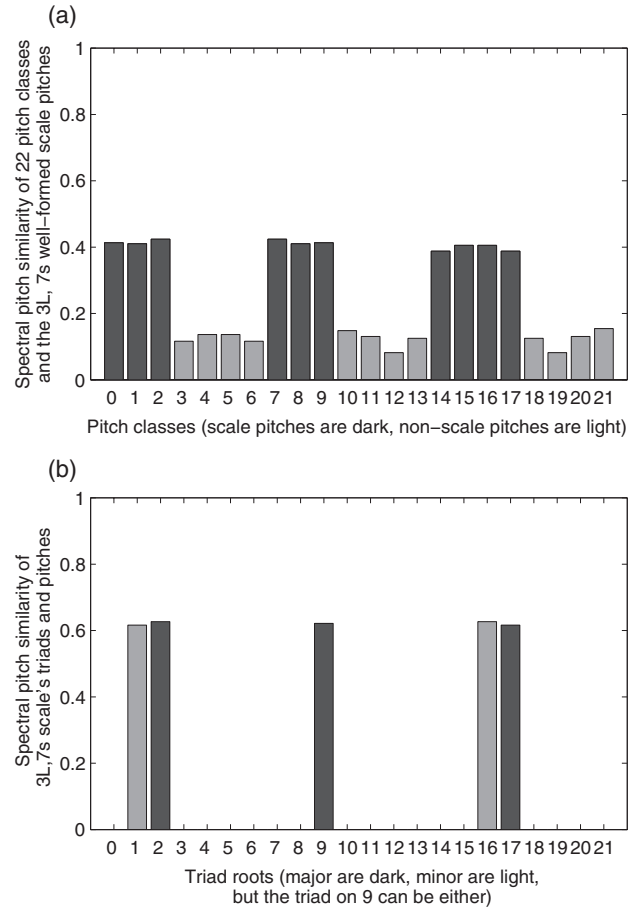 (a)
Spectral pitch similarity of 22 pitch classes
and the 3L, 7s well−formed scale pitches
1
0.8
0.6
0.4
0.2
0
0 1 2 3 4 5 6 7 8 9 10 11 12 13 14 15 16 17 18 19 20 21
Pitch classes (scale pitches are dark, non−scale pitches are light)
(b)
Spectral pitch similarity of
3L,7s scale's triads and pitches
1
0.8
0.6
0.4
0.2
0
0 1 2 3 4 5 6 7 8 9 10 11 12 13 14 15 16 17 18 19 20 21
Triad roots (major are dark, minor are light,
but the triad on 9 can be either)